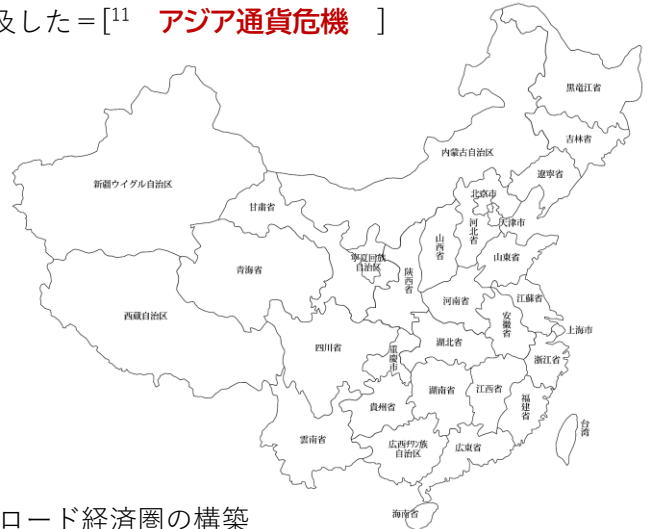 及した＝[11 アジア通貨危機 ]
黒竜江省
吉林省
内蒙古自治区
遼寧省
新疆ウイグル自治区
北京市
甘粛省
天津市
河北省
山西省
寧夏回族
自治区
山東省
青海省
陝西省
河南省
江蘇省
西蔵自治区
安徽省
上海市
四川省
重慶市
湖北省
浙江省
湖南省
江西省
貴州省
福建省
台湾
雲南省
広西チワン族
自治区
広東省
海南省
ロード経済圏の構築